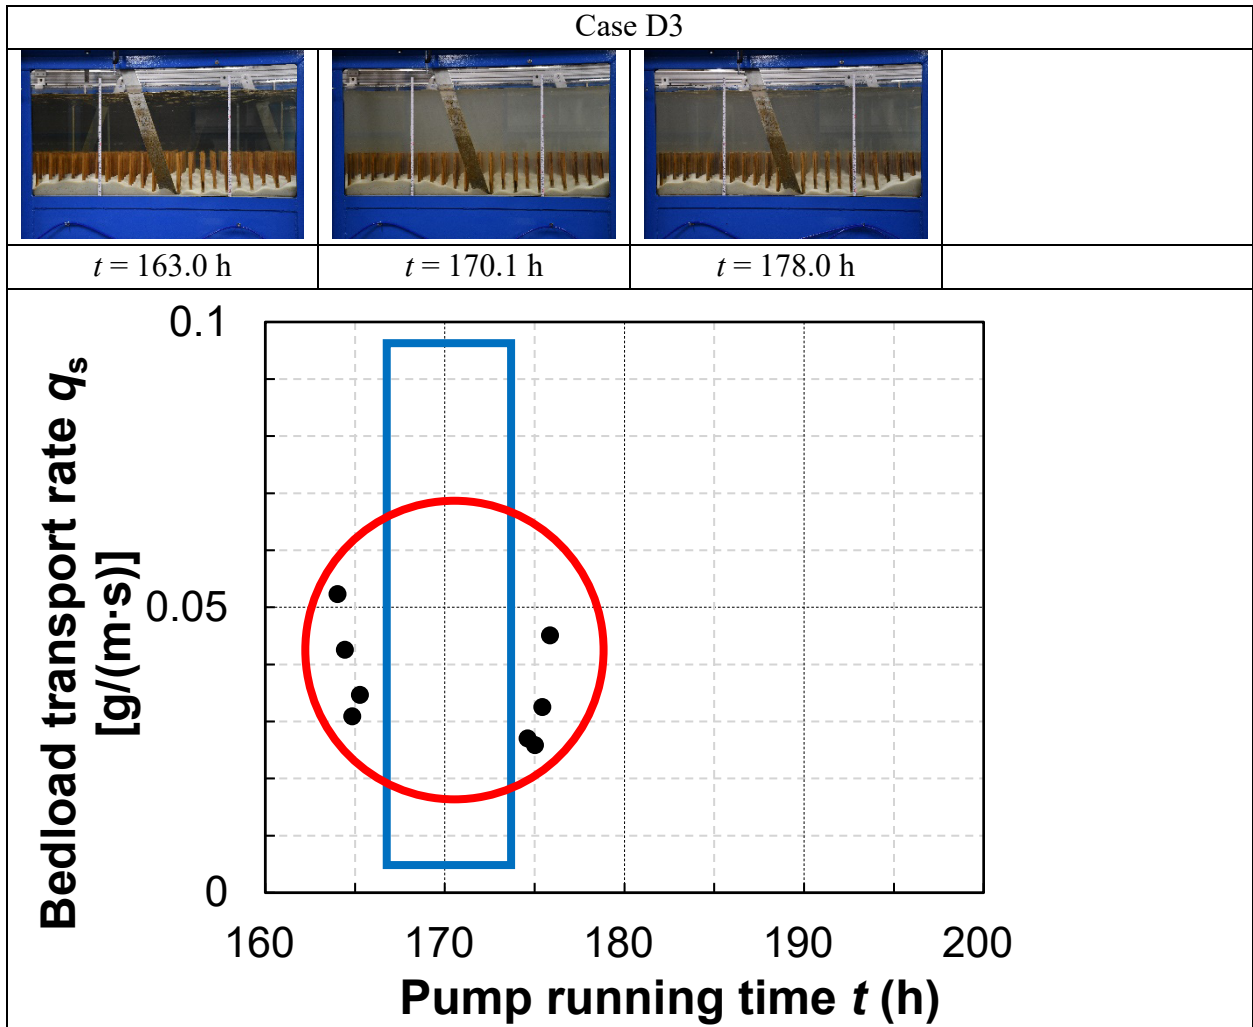 Case D3
t = 163.0 h
t = 170.1 h
t = 178.0 h
Bedload transport rate qs
[g/(m·s)]
0.1
0.05
0
160
170
180
190
200
Pump running time t (h)